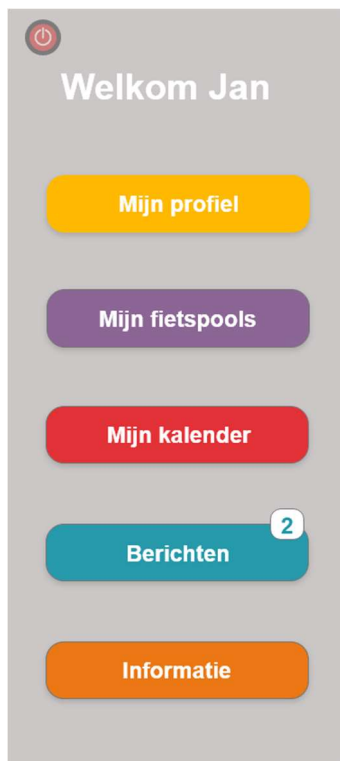 Welkom Jan
Mijn profiel
Mijn fietspools
Mijn kalender
2
Berichten
Informatie